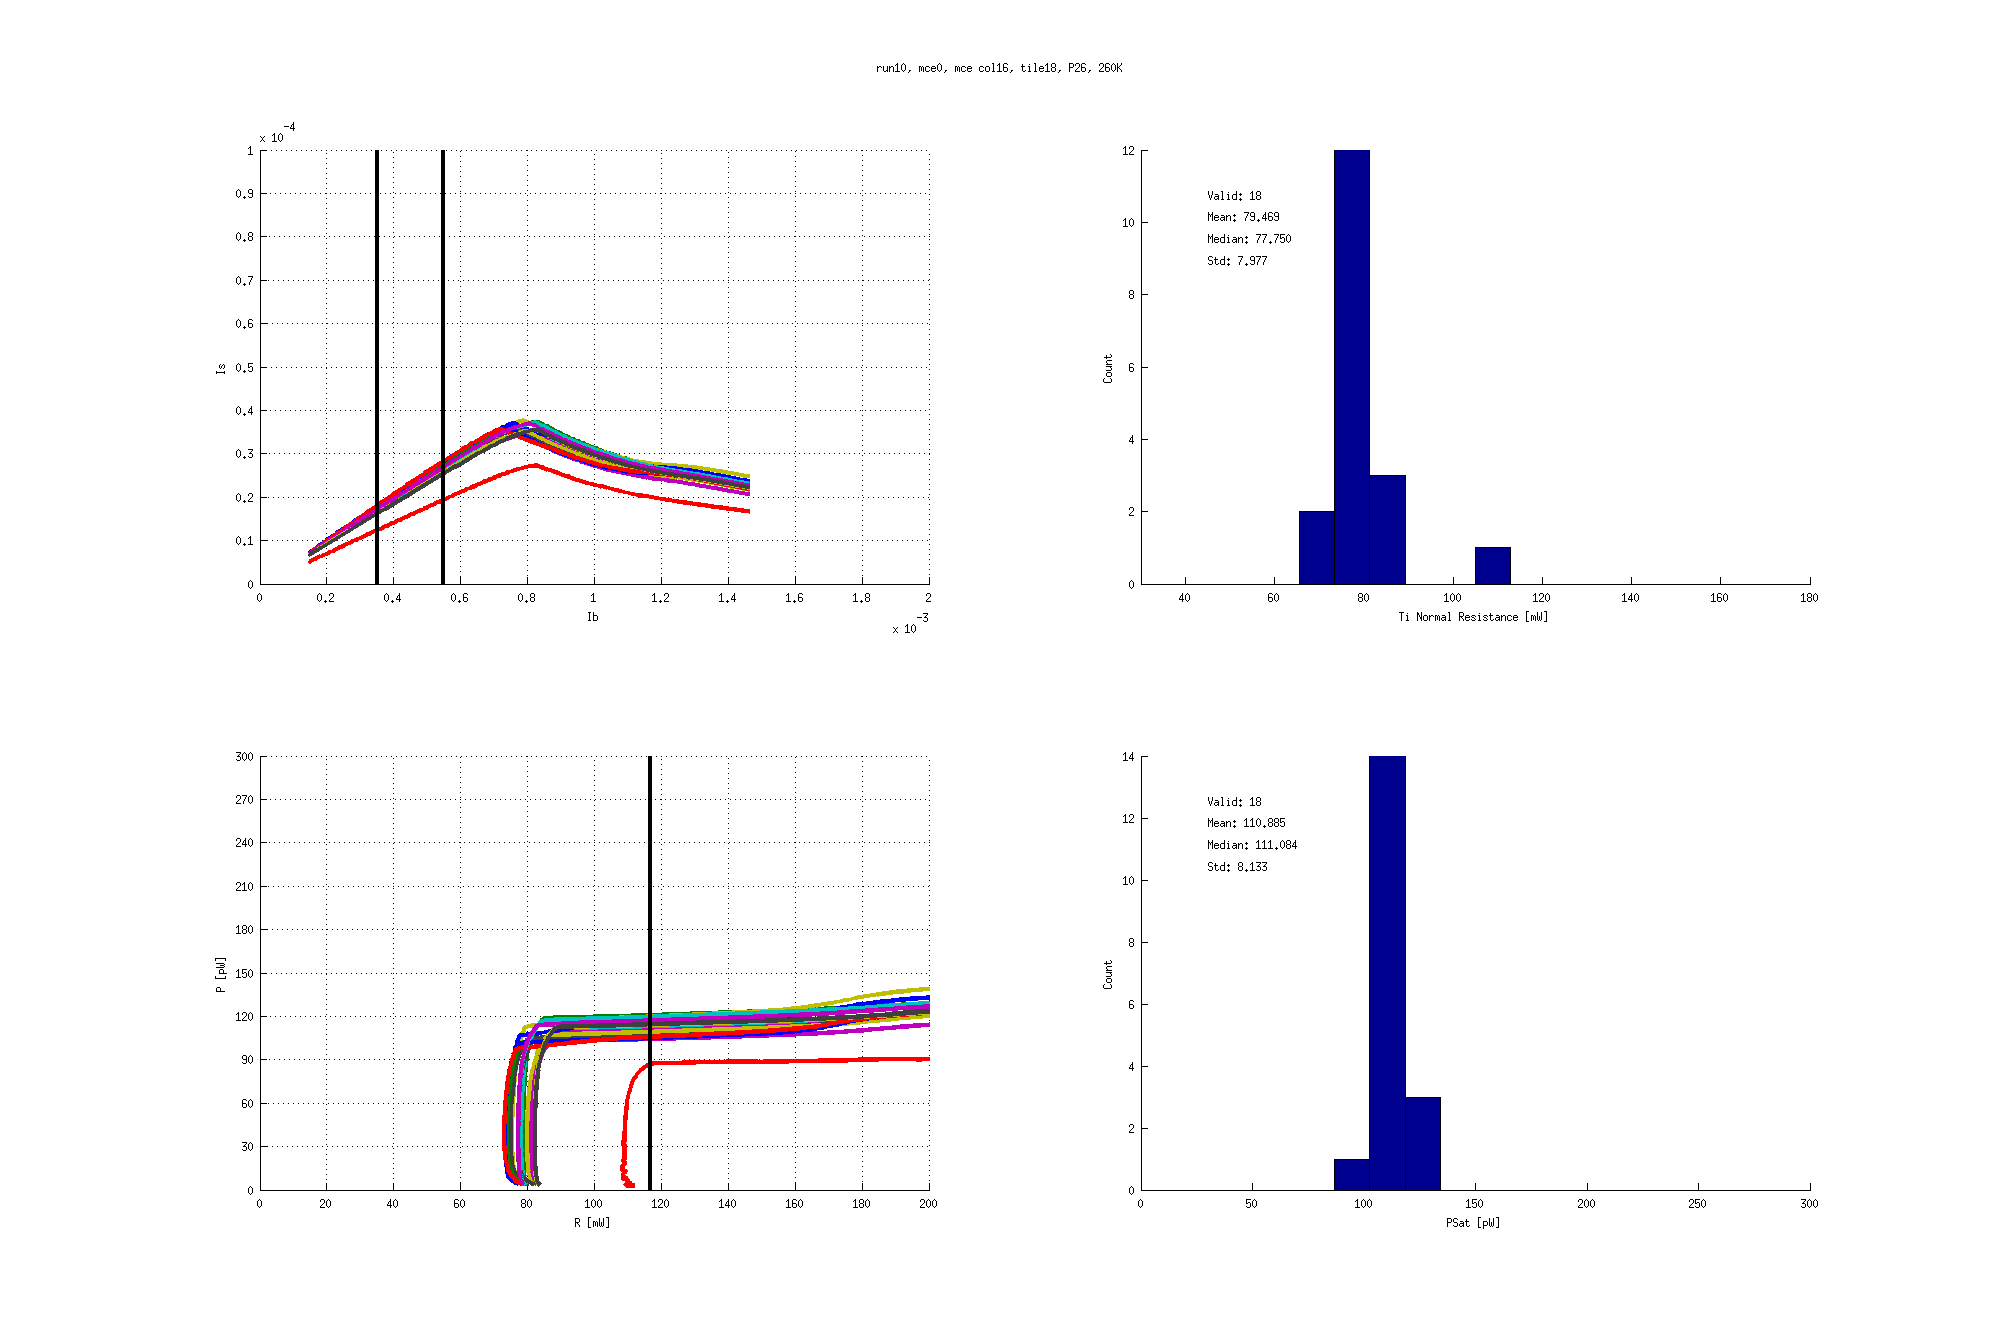 run10, mce0, mce col16, tile18, P26, 260K
x 10^-4
1
0.9
0.8
0.7
0.6
0.5
0.4
0.3
0.2
0.1
0
Is
0 0.2 0.4 0.6 0.8 1 1.2 1.4 1.6 1.8 2
Ib
x 10^-3
12
10
8
6
4
2
0
Count
Valid: 18
Mean: 79.469
Median: 77.750
Std: 7.977
40 60 80 100 120 140 160 180
Ti Normal Resistance [mW]
300
270
240
210
180
150
120
90
60
30
0
P [pW]
0 20 40 60 80 100 120 140 160 180 200
R [mW]
14
12
10
8
6
4
2
0
Count
Valid: 18
Mean: 110.885
Median: 111.084
Std: 8.133
0 50 100 150 200 250 300
PSat [pW]